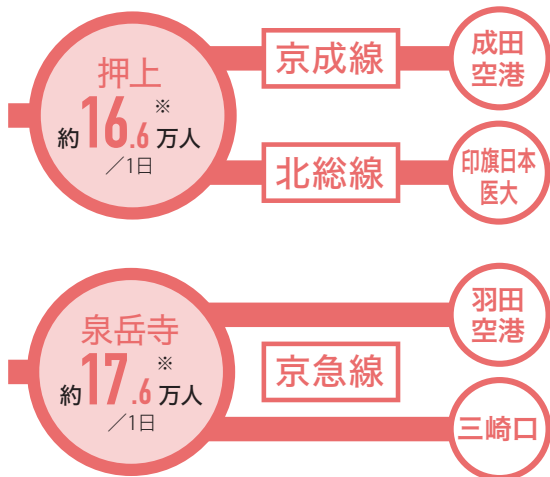 押上
約16.6万人※
／1日
京成線
成田
空港
北総線
印旛日本
医大
泉岳寺
約17.6万人※
／1日
京急線
羽田
空港
三崎口